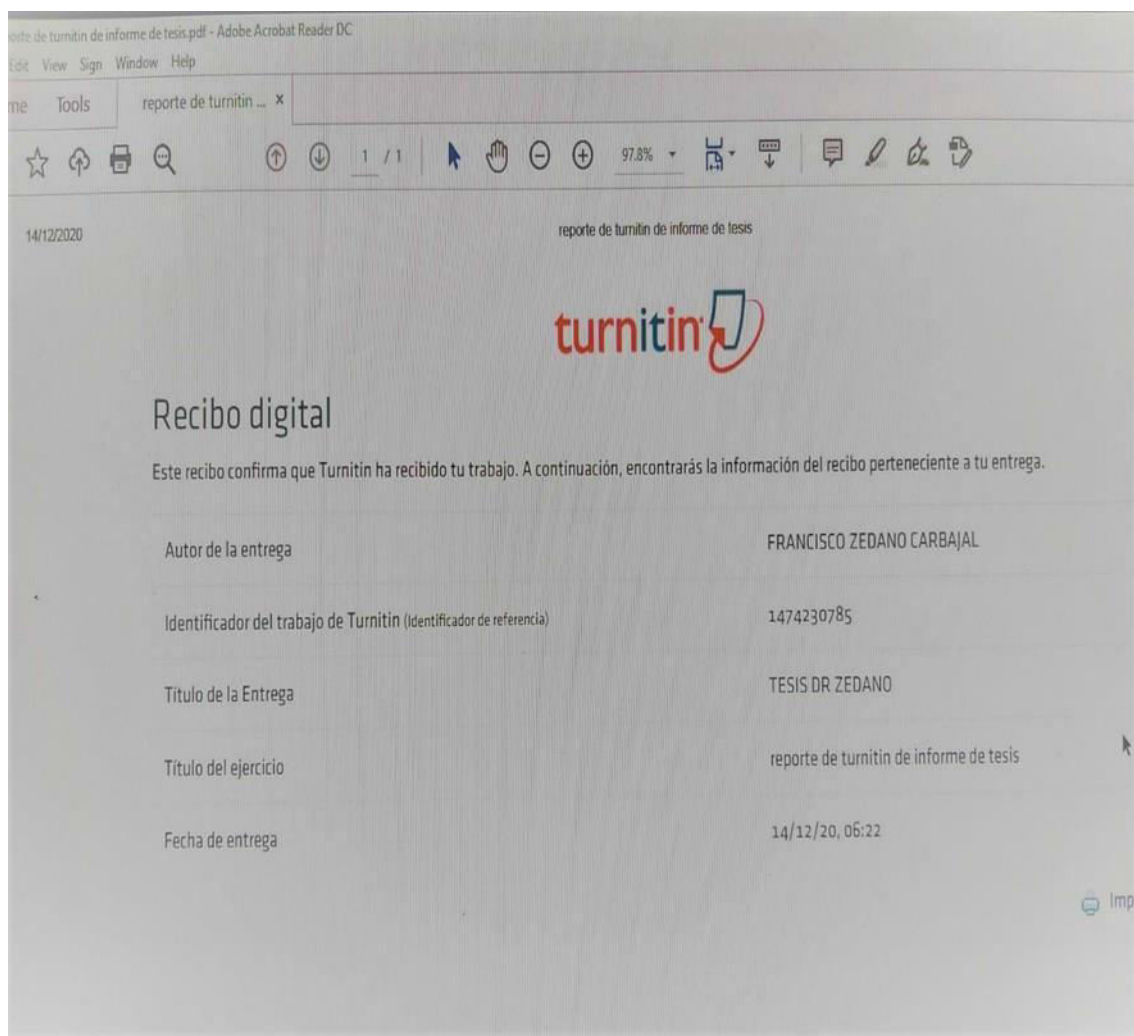 de turnitin de informe de tesis.pdf - Adobe Acrobat Reader DC
Edit View Sign Window Help
Tools reporte de turnitin ... x
1 / 1 97.8%
14/12/2020 reporte de turnitin de informe de tesis
turnitin
Recibo digital
Este recibo confirma que Turnitin ha recibido tu trabajo. A continuación, encontrarás la información del recibo perteneciente a tu entrega.
Autor de la entrega FRANCISCO ZEDANO CARBAJAL
Identificador del trabajo de Turnitin (Identificador de referencia) 1474230785
Título de la Entrega TESIS DR ZEDANO
Título del ejercicio reporte de turnitin de informe de tesis
Fecha de entrega 14/12/20, 06:22
Imp